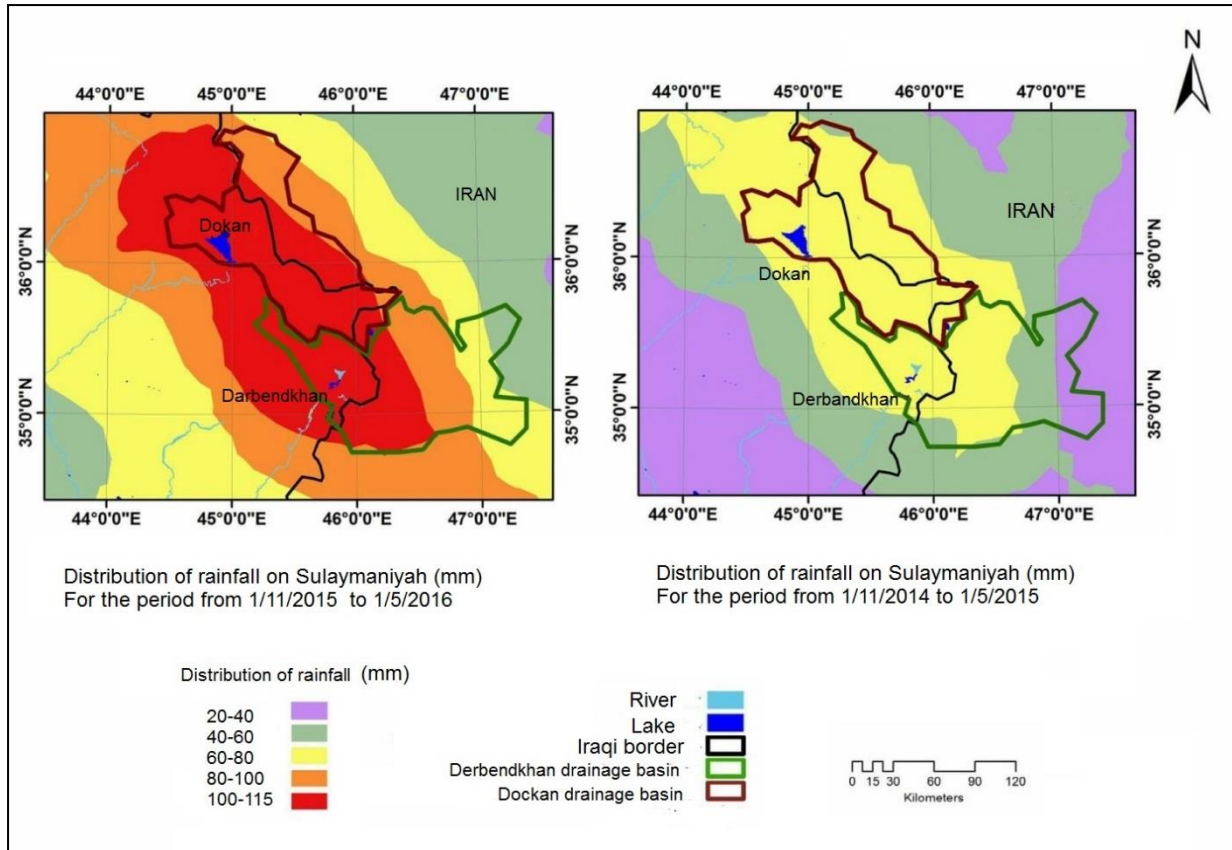 N
44°0'0"E 45°0'0"E 46°0'0"E 47°0'0"E
36°0'0"N
35°0'0"N
IRAN
Dokan
Darbendkhan
36°0'0"N
35°0'0"N
44°0'0"E 45°0'0"E 46°0'0"E 47°0'0"E
44°0'0"E 45°0'0"E 46°0'0"E 47°0'0"E
36°0'0"N
35°0'0"N
IRAN
Dokan
Derbandkhan
36°0'0"N
35°0'0"N
44°0'0"E 45°0'0"E 46°0'0"E 47°0'0"E
Distribution of rainfall on Sulaymaniyah (mm)
For the period from 1/11/2015 to 1/5/2016
Distribution of rainfall on Sulaymaniyah (mm)
For the period from 1/11/2014 to 1/5/2015
Distribution of rainfall (mm)
20-40
40-60
60-80
80-100
100-115
River
Lake
Iraqi border
Derbendkhan drainage basin
Dockan drainage basin
0 15 30 60 90 120
Kilometers